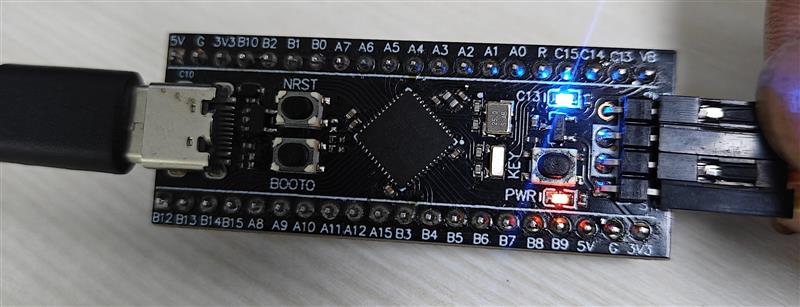 5V G 3V3 B10 B2 B1 B0 A7 A6 A5 A4 A3 A2 A1 A0 R C15 C14 C13 VB
C10
NRST
C13
KEY
BOOT0
PWR
B12 B13 B14 B15 A8 A9 A10 A11 A12 A15 B3 B4 B5 B6 B7 B8 B9 5V G 3V3